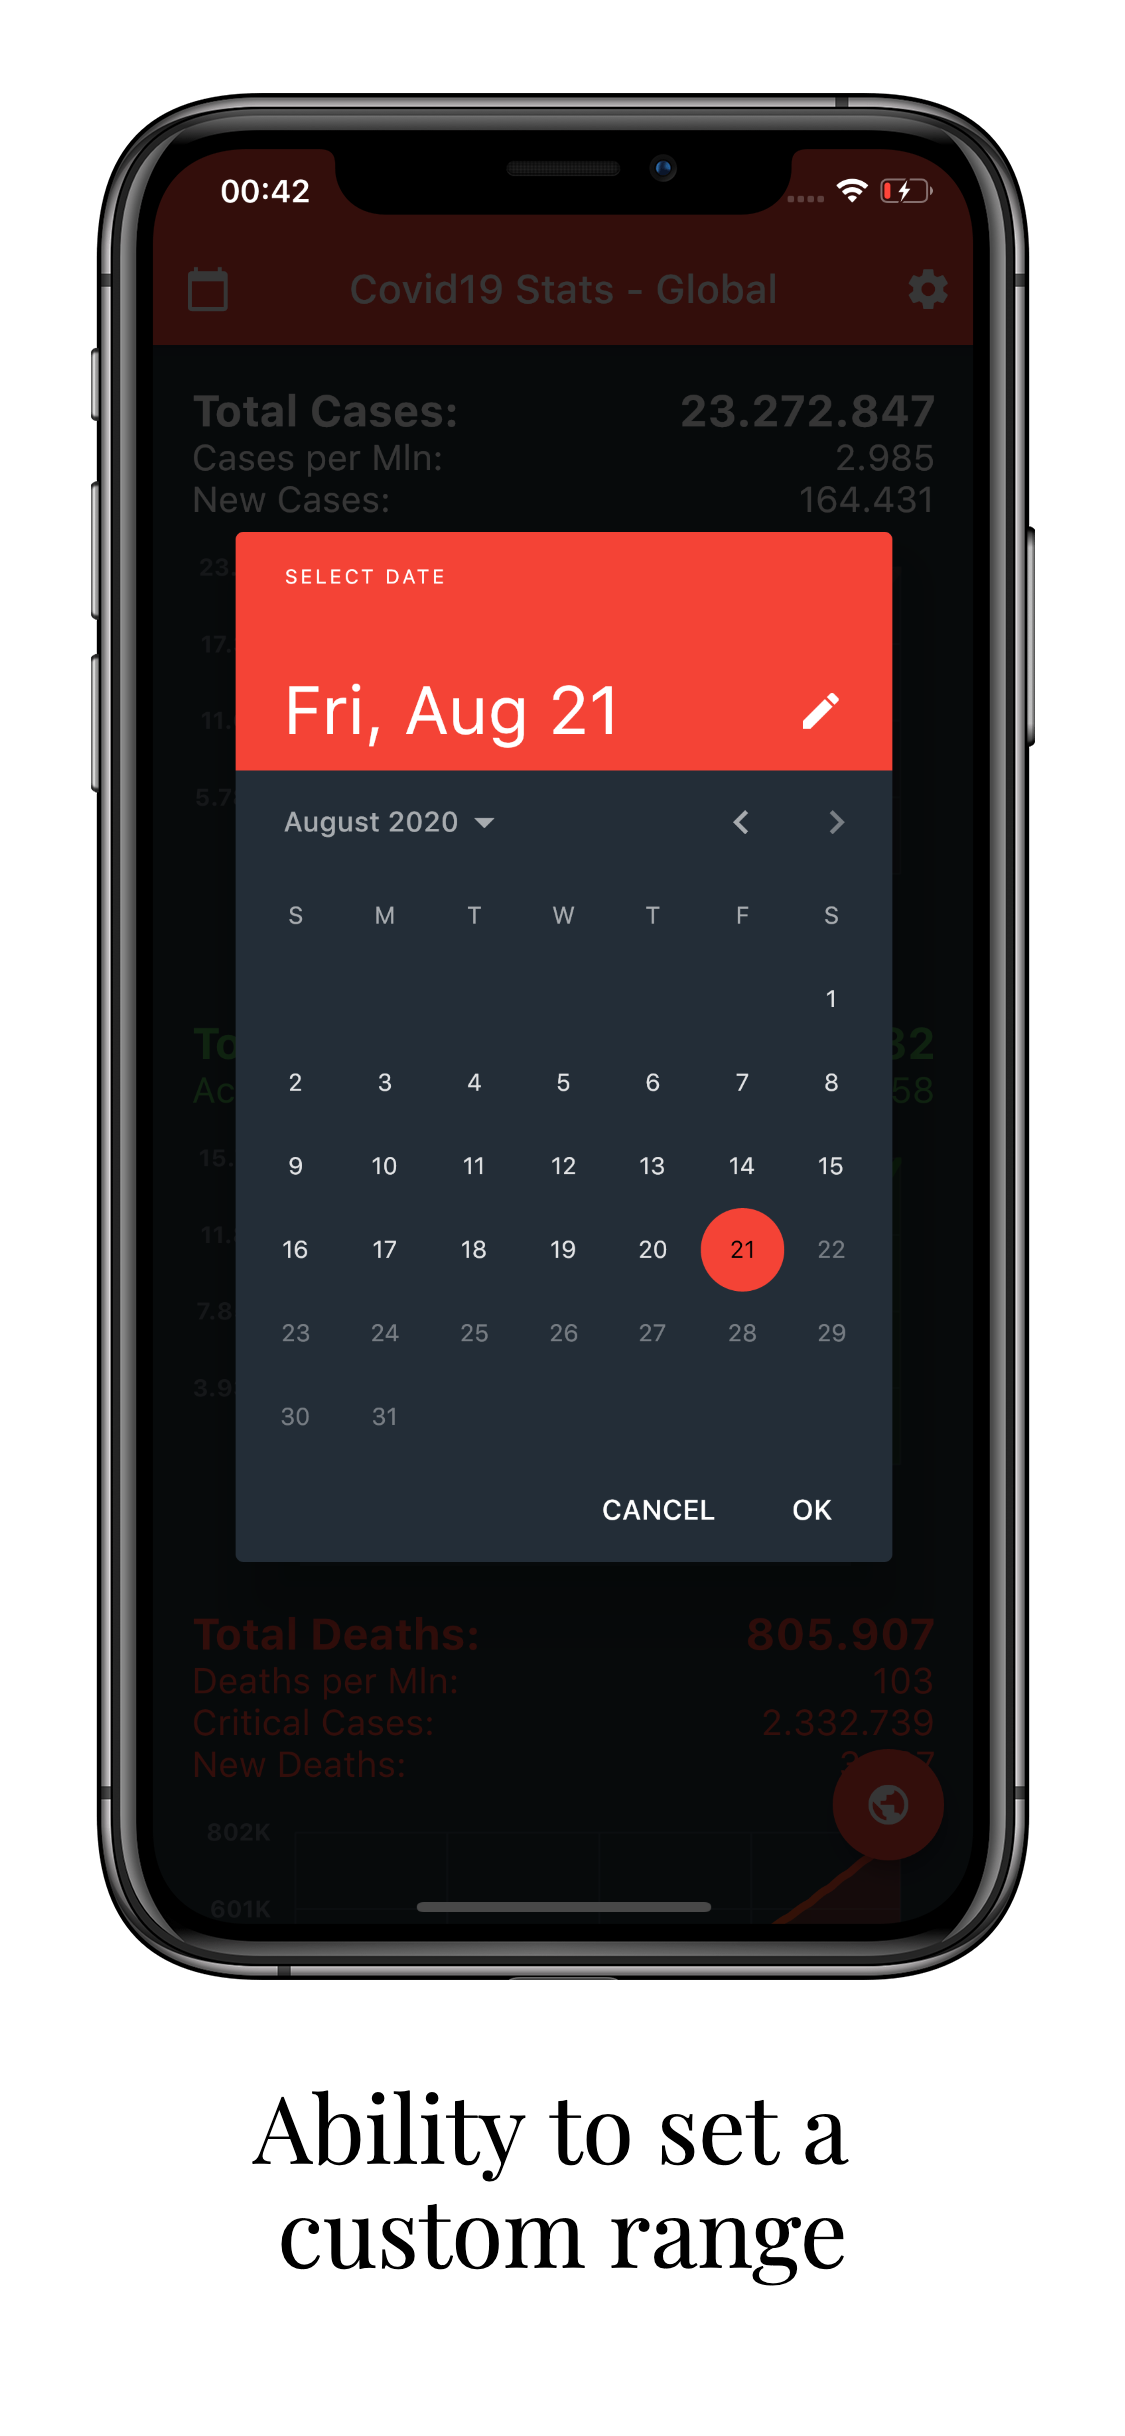 00:42
Covid19 Stats - Global
Total Cases: 23.272.847
Cases per Mln: 2.985
New Cases: 164.431
SELECT DATE
Fri, Aug 21
August 2020
S M T W T F S
1
2 3 4 5 6 7 8
9 10 11 12 13 14 15
16 17 18 19 20 21 22
23 24 25 26 27 28 29
30 31
CANCEL OK
Total Deaths: 805.907
Deaths per Mln: 103
Critical Cases: 2.332.739
New Deaths:
802K
601K
Ability to set a
custom range